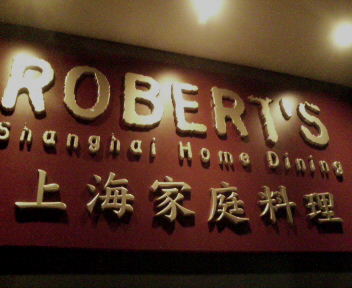 ROBERT'S
Shanghai Home Dining
上海家庭料理